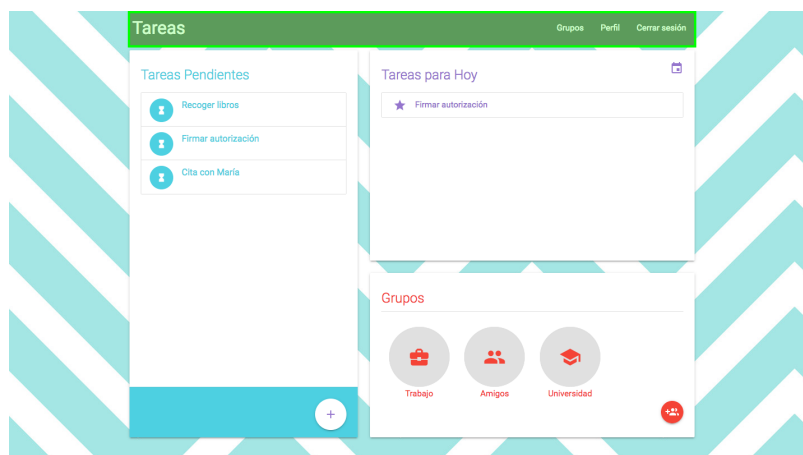 Tareas
Grupos Perfil Cerrar sesión
Tareas Pendientes
Recoger libros
Firmar autorización
Cita con María
+
Tareas para Hoy
Firmar autorización
Grupos
Trabajo Amigos Universidad